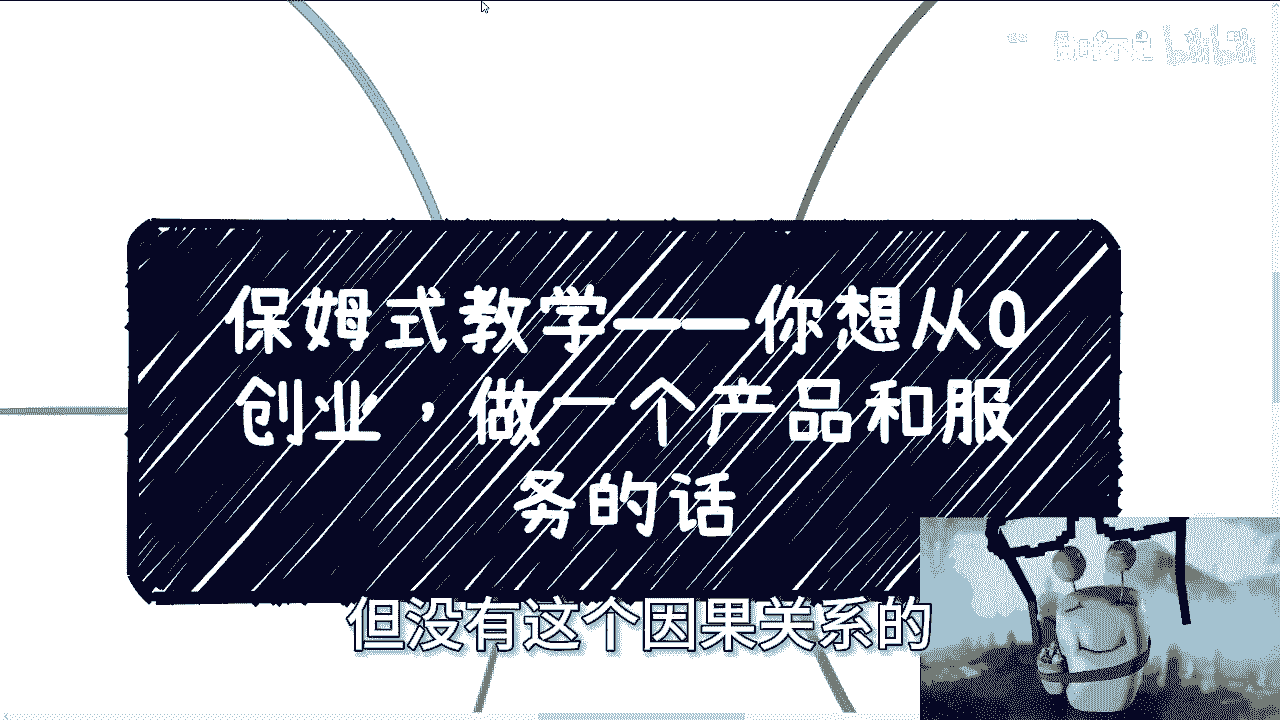 bilibili
保姆式教学——你想从0
创业，做一个产品和服
务的话
但没有这个因果关系的